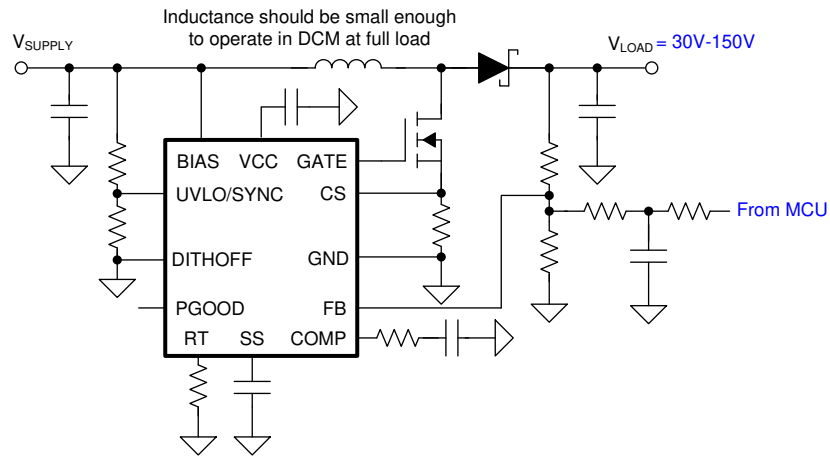 Inductance should be small enough
to operate in DCM at full load
VSUPPLY
VLOAD = 30V-150V
BIAS VCC GATE
UVLO/SYNC CS
From MCU
DITHOFF GND
PGOOD FB
RT SS COMP